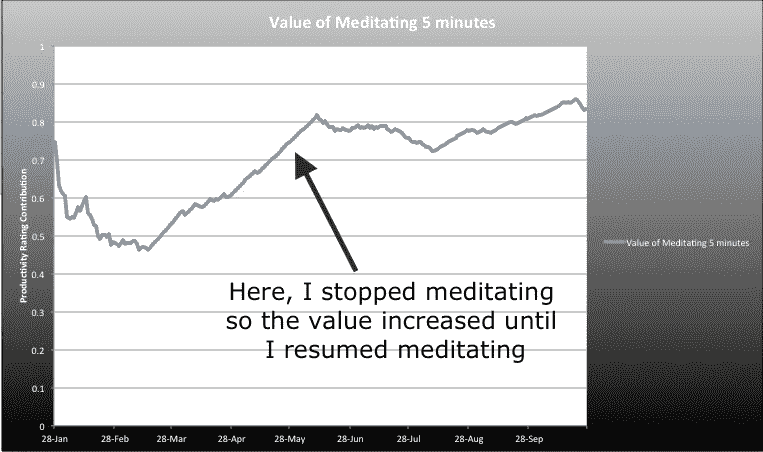 Value of Meditating 5 minutes
Productivity Rating Contribution
1
0.9
0.8
0.7
0.6
0.5
0.4
0.3
0.2
0.1
0
Here, I stopped meditating
so the value increased until
I resumed meditating
28-Jan 28-Feb 28-Mar 28-Apr 28-May 28-Jun 28-Jul 28-Aug 28-Sep
Value of Meditating 5 minutes